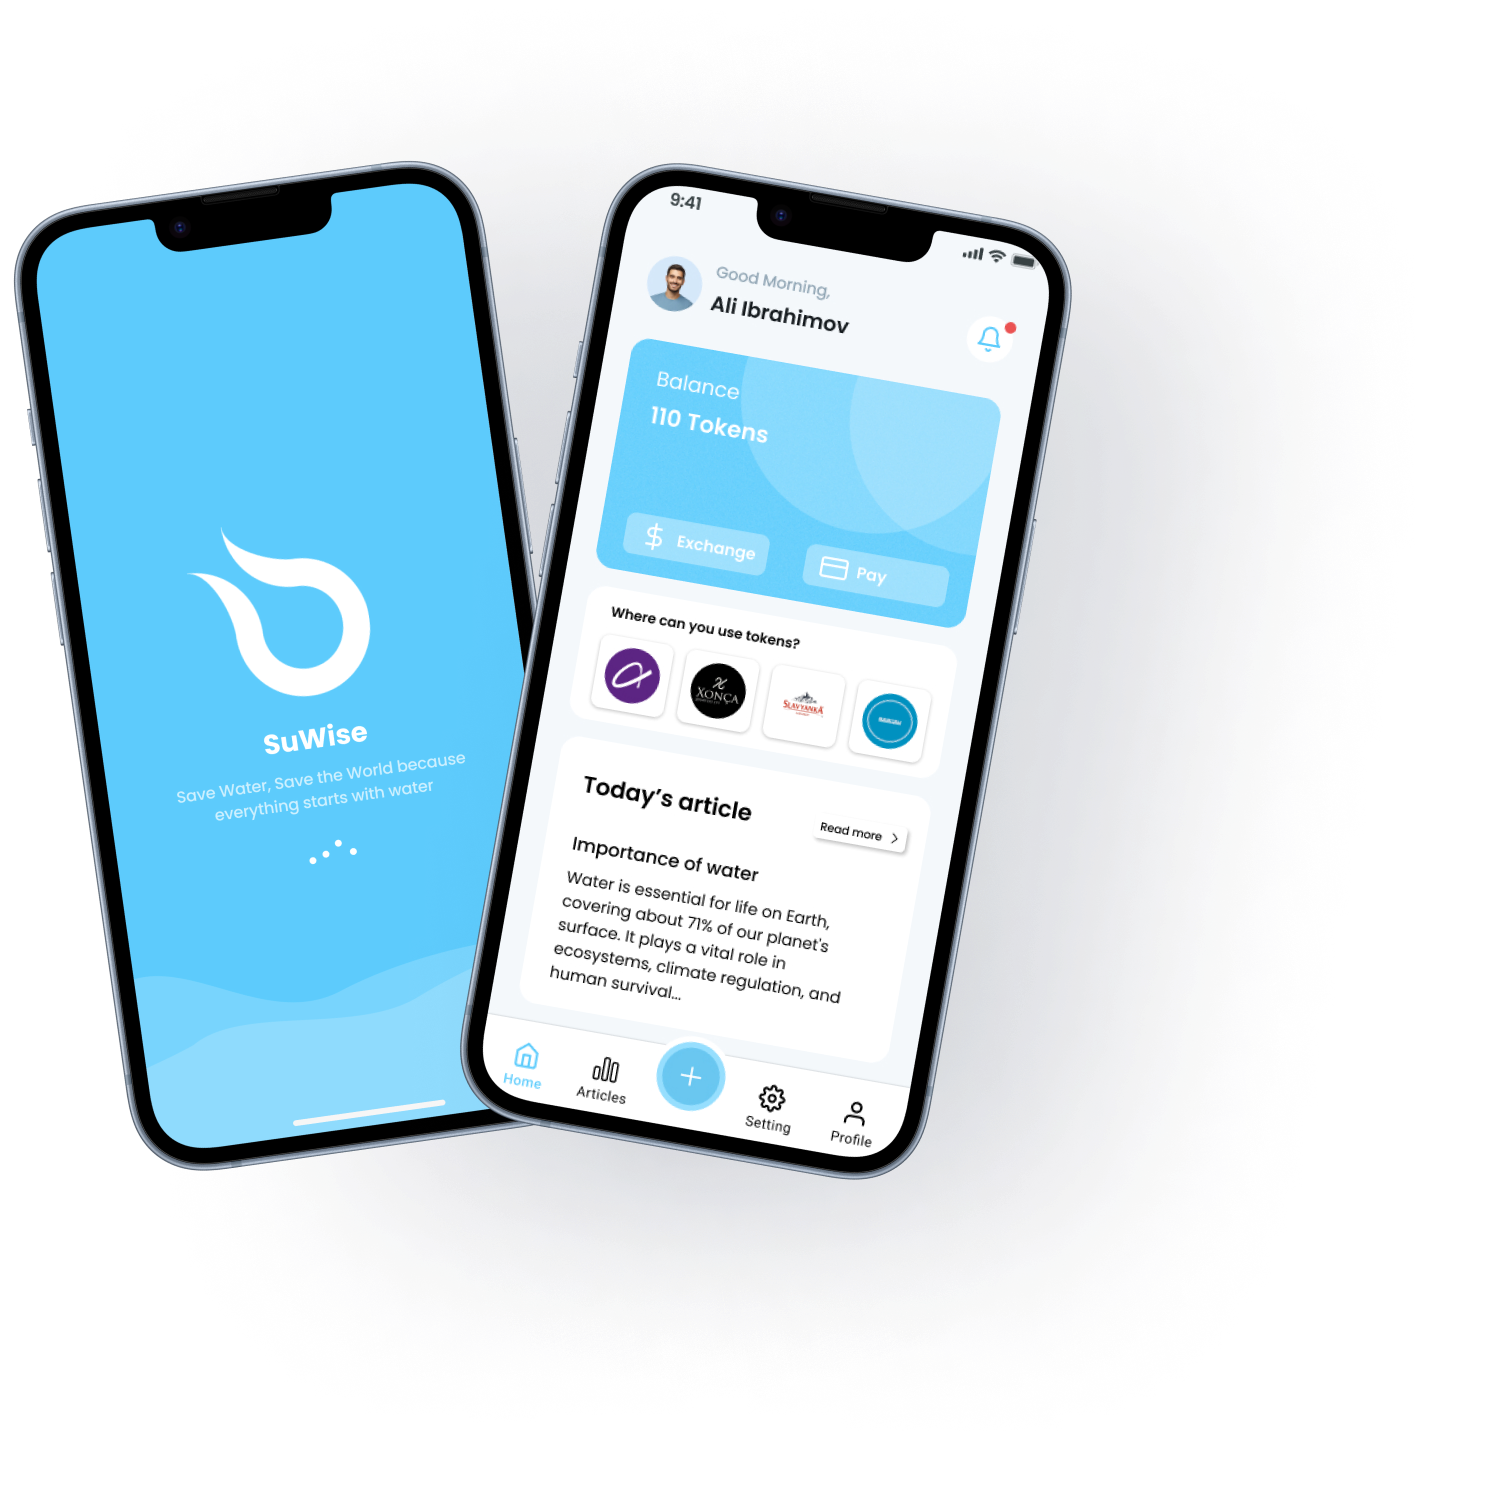 SuWise
Save Water, Save the World because
everything starts with water
9:41
Good Morning,
Ali Ibrahimov
Balance
110 Tokens
Exchange
Pay
Where can you use tokens?
XONÇA
SLAVYANKA
Today’s article
Read more
Importance of water
Water is essential for life on Earth,
covering about 71% of our planet's
surface. It plays a vital role in
ecosystems, climate regulation, and
human survival...
Home
Articles
Setting
Profile